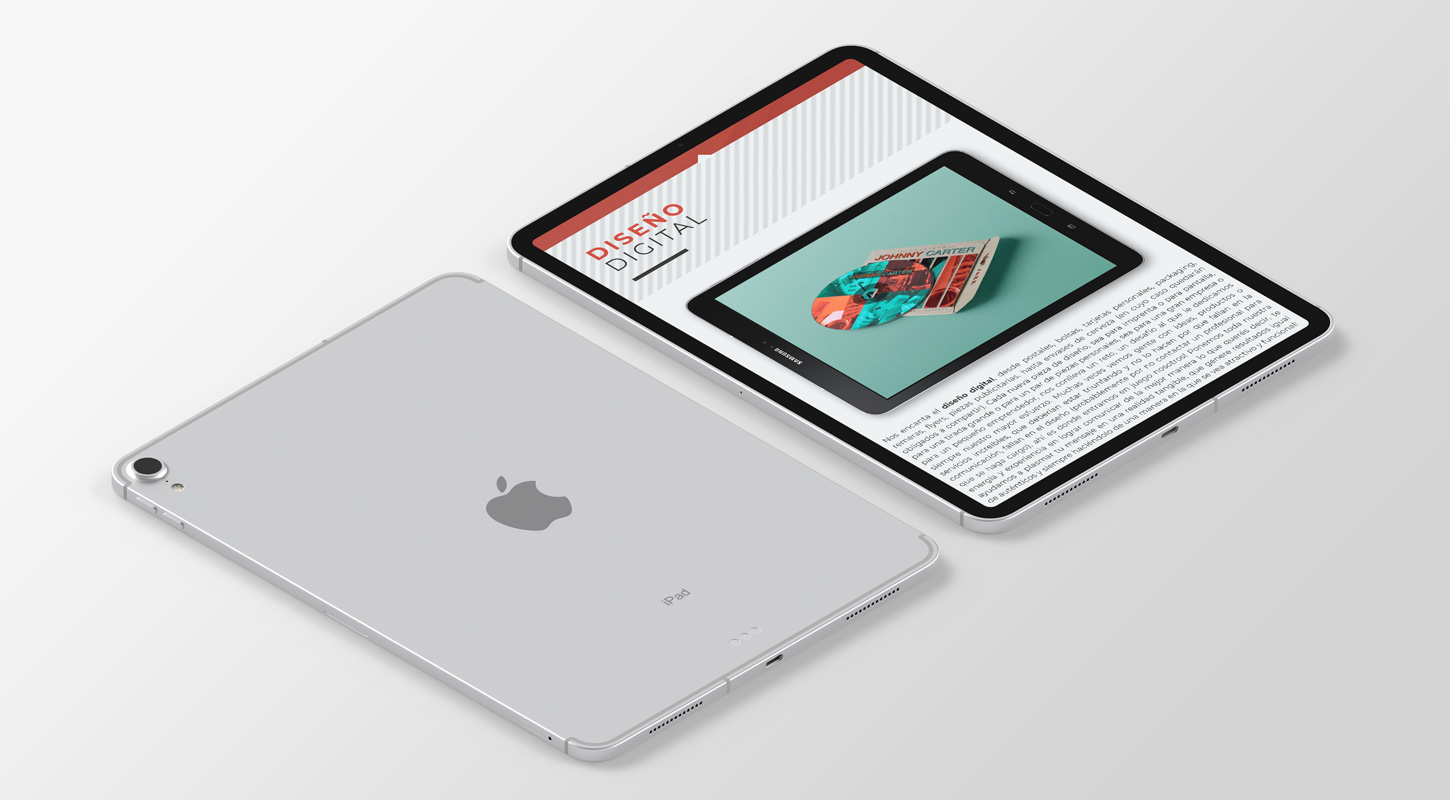 DISEÑO
DIGITAL
JOHNNY CARTER
SAMSUNG
Nos encanta el diseño digital, desde postales, bolsas, tarjetas personales, packaging,
remeras, flyers, piezas publicitarias, hasta envases de cerveza (en cuyo caso quedarán
obligados a compartir). Cada nueva pieza de diseño, sea para imprenta o para pantalla,
para una tirada grande o para un par de piezas personales, sea para una gran empresa o
para un pequeño emprendedor, nos conlleva un reto, un desafío al que le dedicamos
siempre nuestro mayor esfuerzo. Muchas veces vemos gente con ideas, productos o
servicios increíbles, que deberían estar triunfando y no lo hacen por que fallan en la
comunicación, fallan en el diseño (probablemente por no contactar un profesional para
que se haga cargo), ahí es donde entramos en juego nosotros! Ponemos toda nuestra
energía y experiencia en lograr comunicar de la mejor manera lo que querés decir, te
ayudamos a plasmar tu mensaje en una realidad tangible, que genere resultados igual
de auténticos y siempre haciéndolo de una manera en la que se vea atractivo y funcional!
iPad